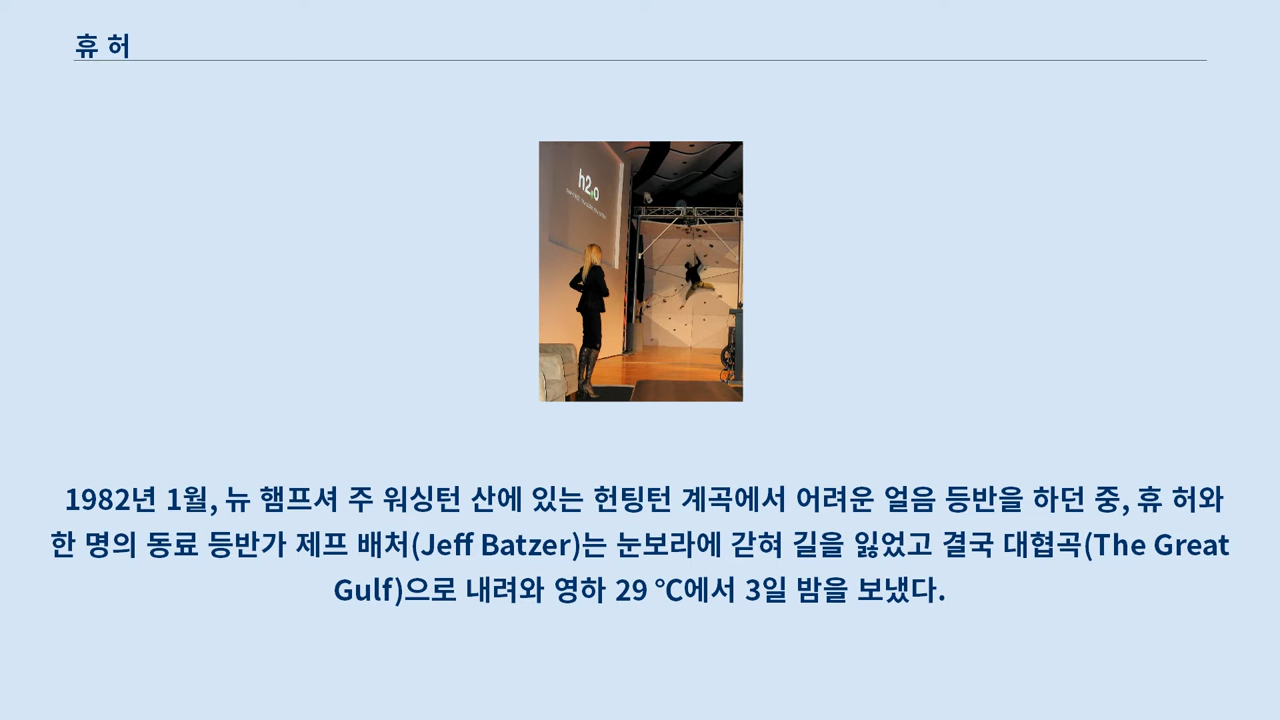 휴 허
h2.o
1982년 1월, 뉴 햄프셔 주 워싱턴 산에 있는 헌팅턴 계곡에서 어려운 얼음 등반을 하던 중, 휴 허와
한 명의 동료 등반가 제프 배처(Jeff Batzer)는 눈보라에 갇혀 길을 잃었고 결국 대협곡(The Great
Gulf)으로 내려와 영하 29 °C에서 3일 밤을 보냈다.